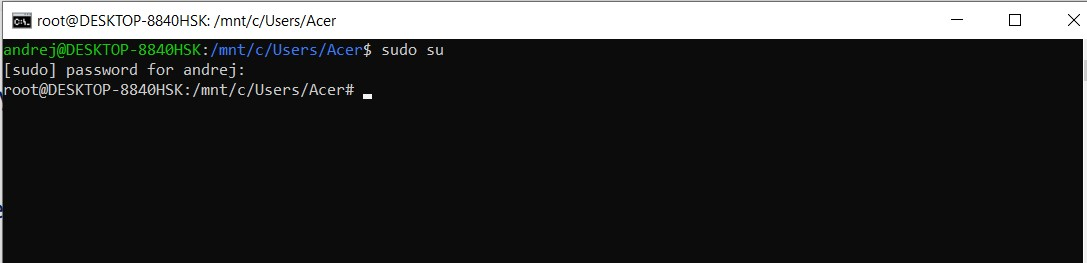 root@DESKTOP-8840HSK: /mnt/c/Users/Acer
andrej@DESKTOP-8840HSK:/mnt/c/Users/Acer$ sudo su
[sudo] password for andrej:
root@DESKTOP-8840HSK:/mnt/c/Users/Acer#